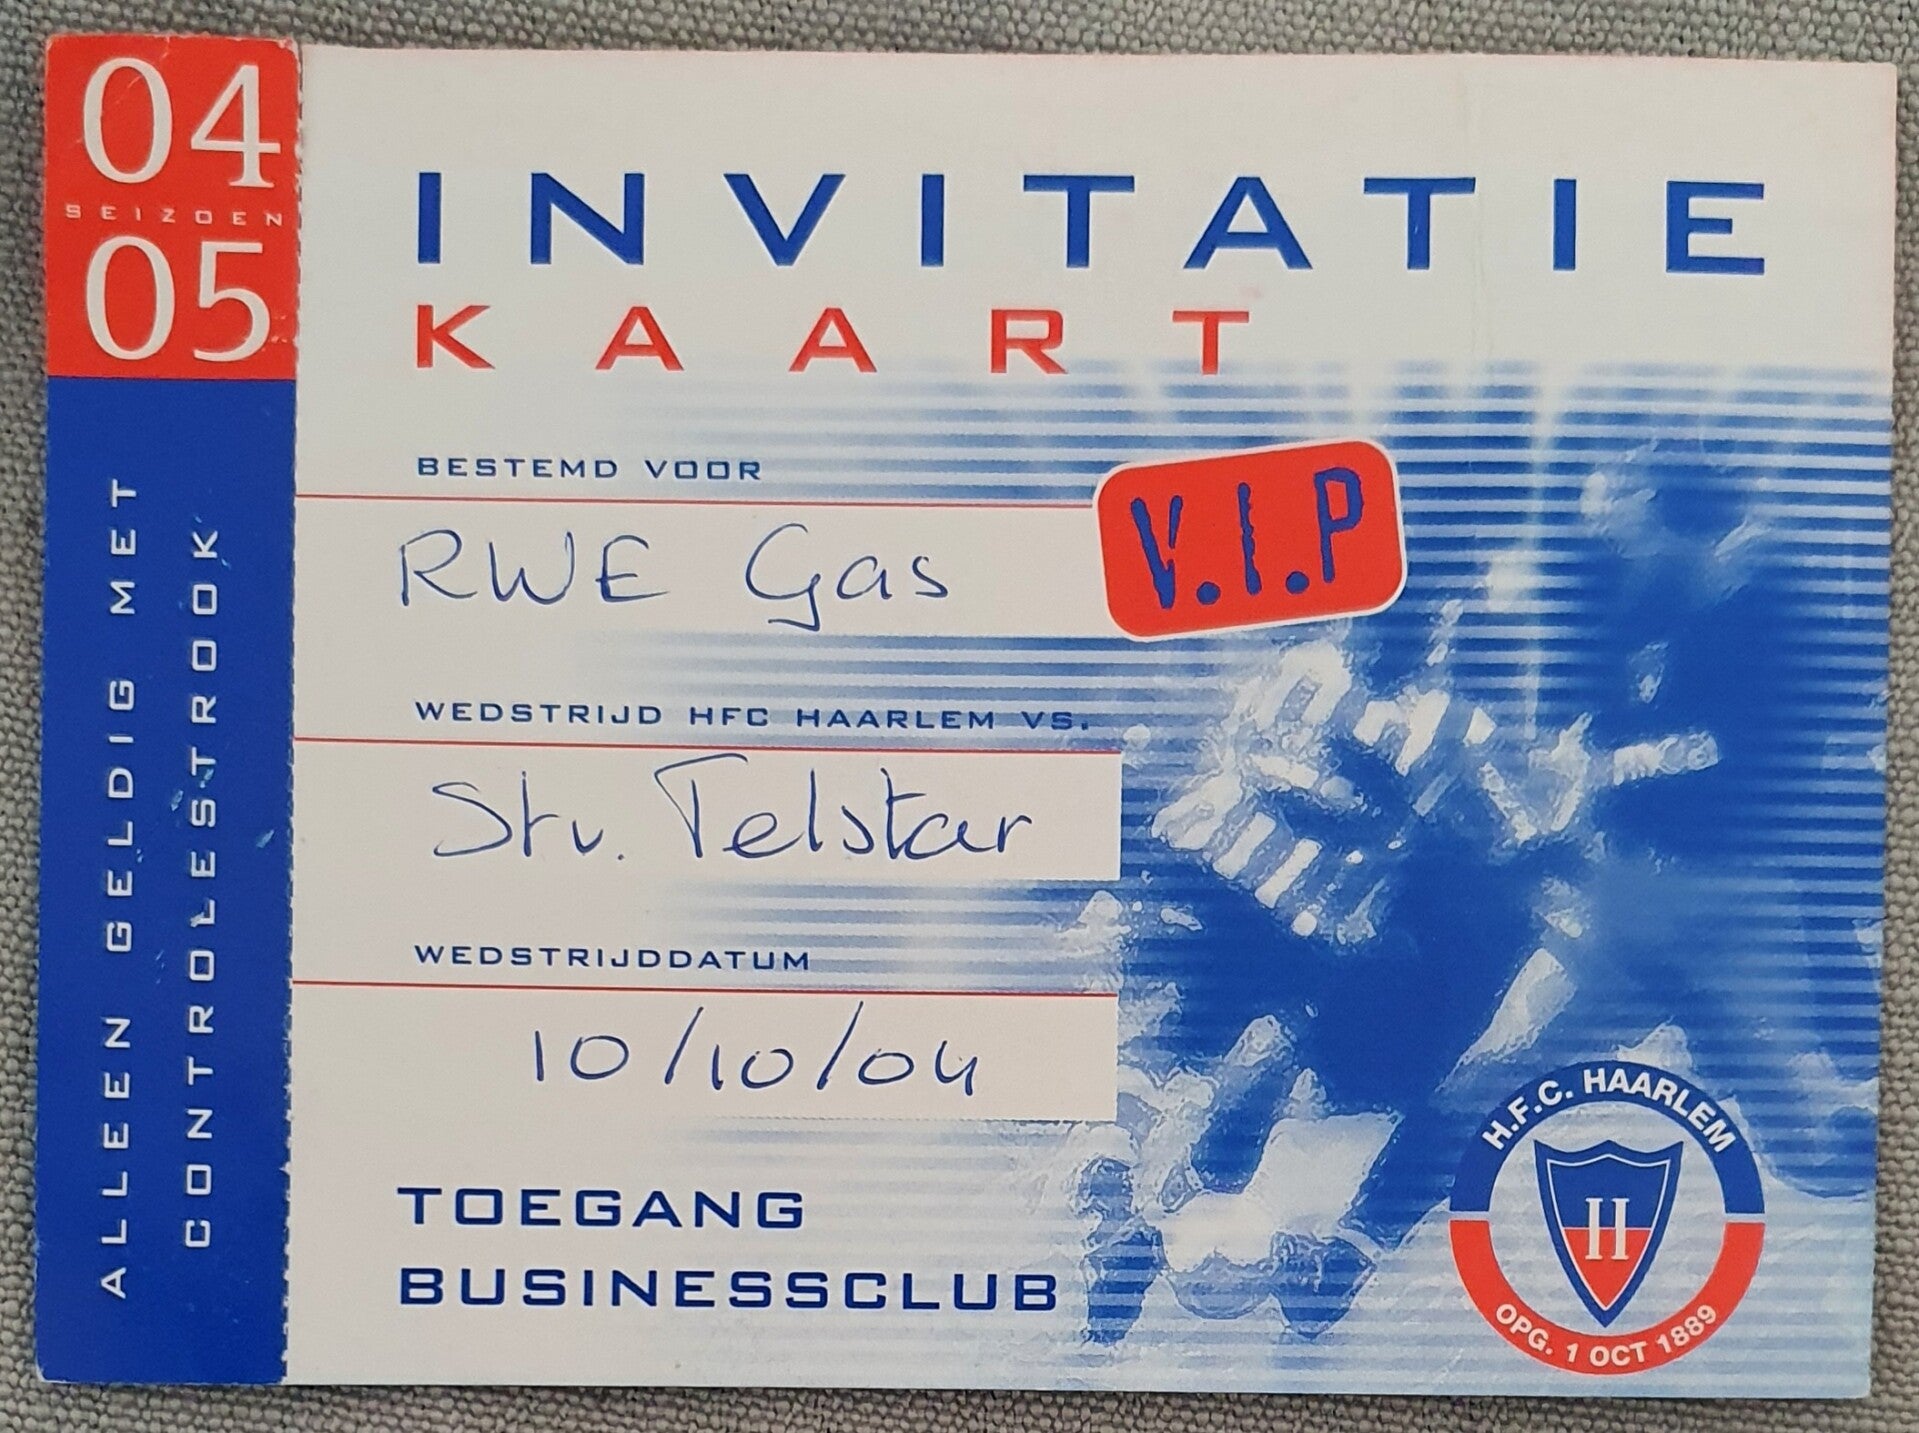 04
SEIZOEN
05
ALLEEN GELDIG MET
CONTROLESTROOK
INVITATIE
KAART
BESTEMD VOOR
RWE Gas
V.I.P
WEDSTRIJD HFC HAARLEM VS.
Stv. Telstar
WEDSTRIJDDATUM
10/10/04
TOEGANG
BUSINESSCLUB
H.F.C. HAARLEM
H
OPG. 1 OCT 1889